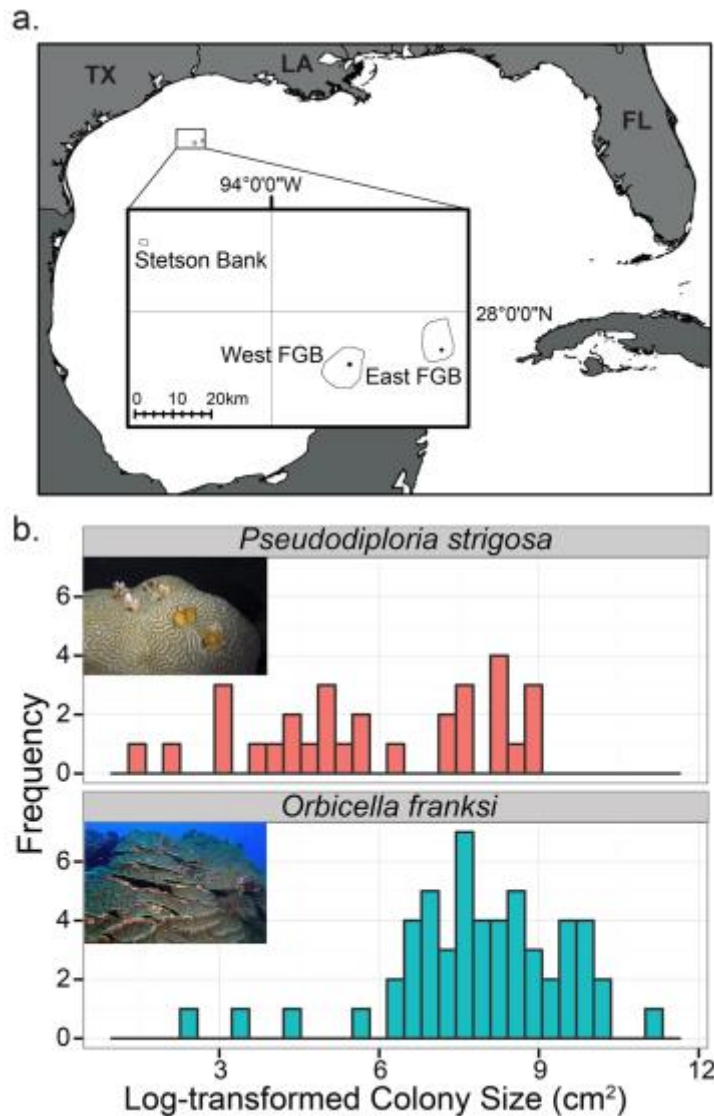 a.
TX
LA
FL
94°0'0"W
Stetson Bank
28°0'0"N
West FGB
East FGB
0 10 20km
b.
Pseudodiploria strigosa
6
4
2
0
Frequency
Orbicella franksi
6
4
2
0
3 6 9 12
Log-transformed Colony Size (cm²)